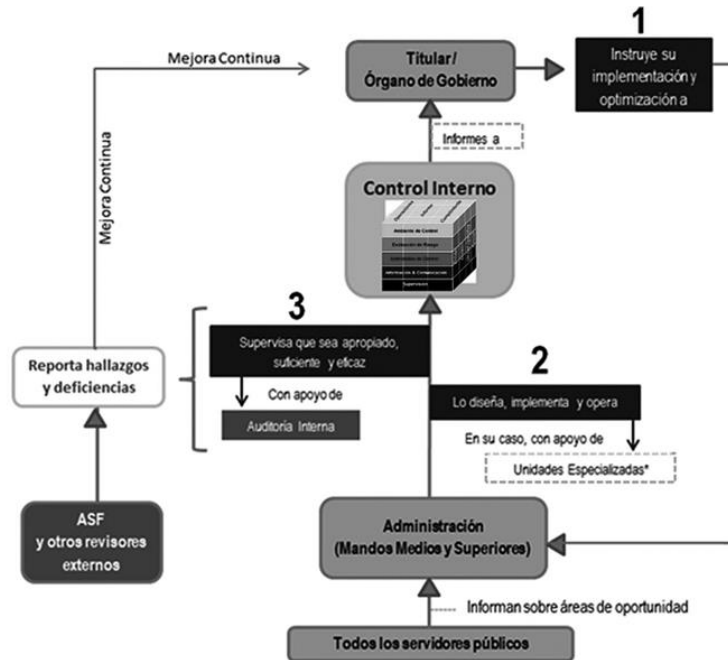 1
Mejora Continua
Titular/
Órgano de Gobierno
Instruye su
implementación y
optimización a
Informes a
Mejora Continua
Control Interno
Ambiente de Control
Información & Comunicación
Supervisión
3
Supervisa que sea apropiado,
suficiente y eficaz
Reporta hallazgos
y deficiencias
Con apoyo de
Auditoría Interna
2
Lo diseña, implementa y opera
En su caso, con apoyo de
Unidades Especializadas*
ASF
y otros revisores
externos
Administración
(Mandos Medios y Superiores)
Informan sobre áreas de oportunidad
Todos los servidores públicos